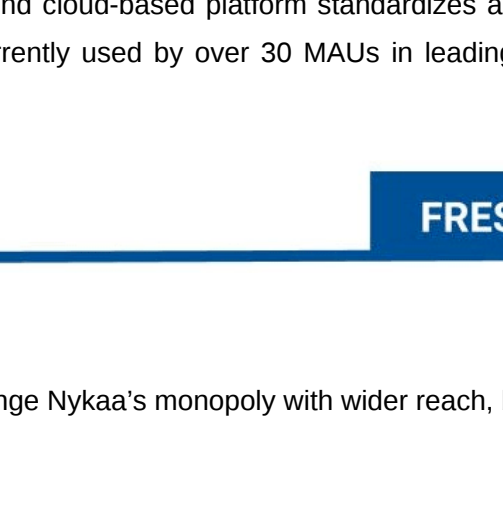 nd cloud-based platform standardizes a
rrently used by over 30 MAUs in leading
FRES
nge Nykaa’s monopoly with wider reach,